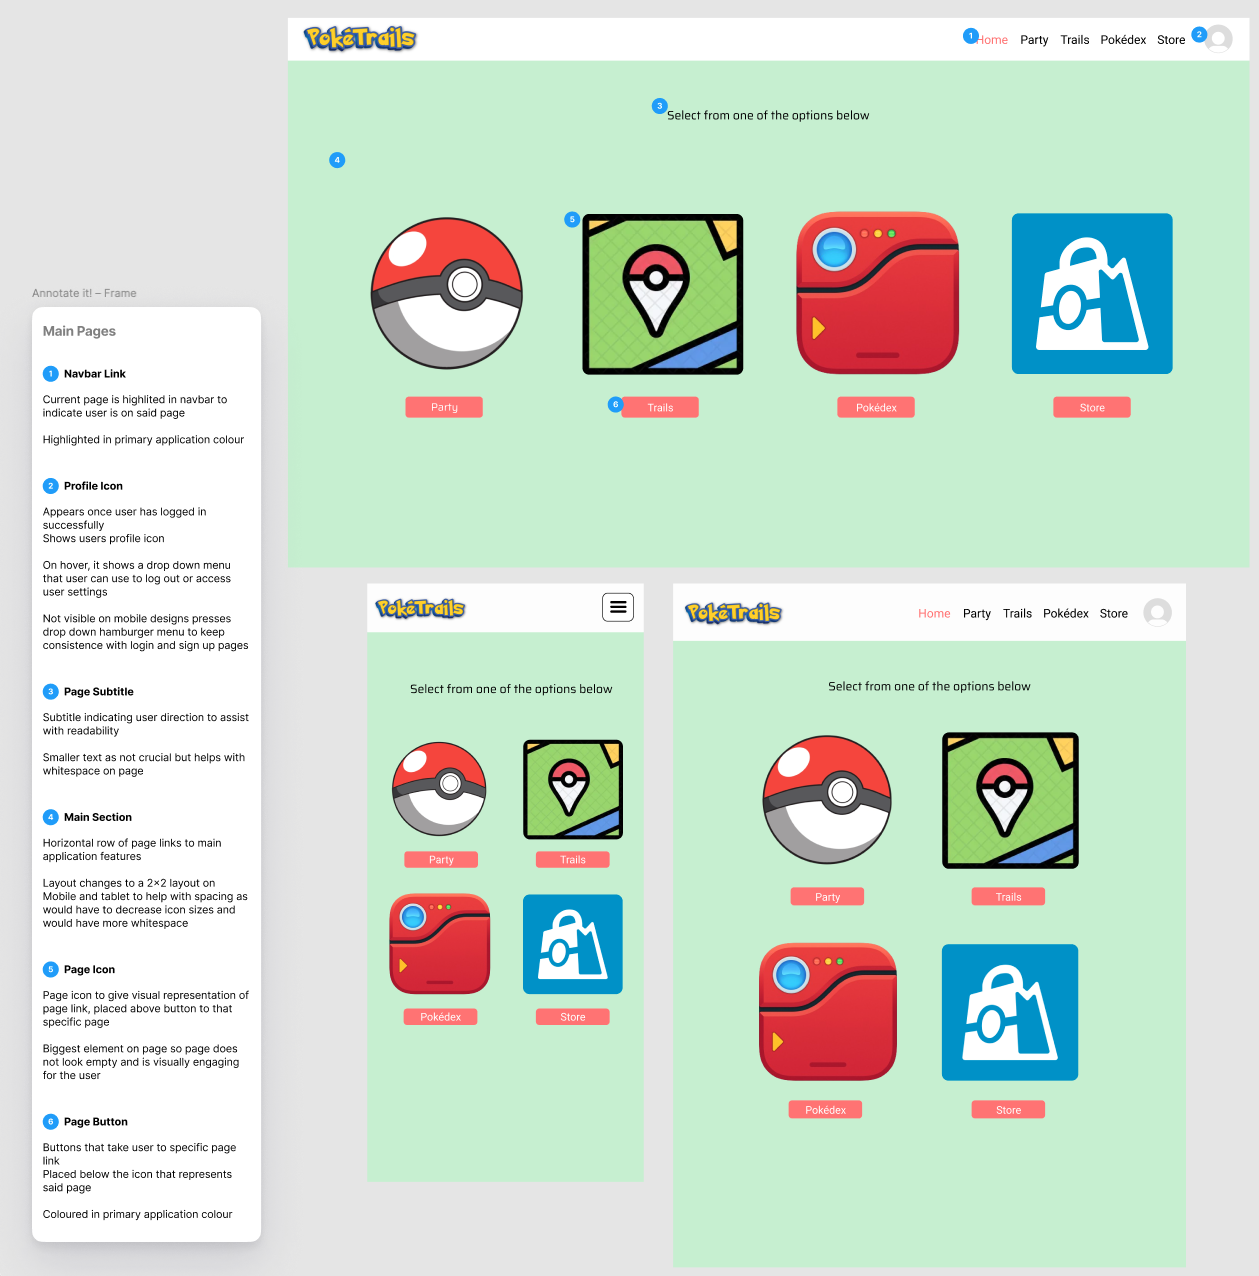 PokéTrails
1 Home Party Trails Pokédex Store 2
3 Select from one of the options below
4
5
Party
6 Trails
Pokédex
Store
Annotate it! – Frame
Main Pages
1 Navbar Link
Current page is highlited in navbar to
indicate user is on said page
Highlighted in primary application colour
2 Profile Icon
Appears once user has logged in
successfully
Shows users profile icon
On hover, it shows a drop down menu
that user can use to log out or access
user settings
Not visible on mobile designs presses
drop down hamburger menu to keep
consistence with login and sign up pages
3 Page Subtitle
Subtitle indicating user direction to assist
with readability
Smaller text as not crucial but helps with
whitespace on page
4 Main Section
Horizontal row of page links to main
application features
Layout changes to a 2x2 layout on
Mobile and tablet to help with spacing as
would have to decrease icon sizes and
would have more whitespace
5 Page Icon
Page icon to give visual representation of
page link, placed above button to that
specific page
Biggest element on page so page does
not look empty and is visually engaging
for the user
6 Page Button
Buttons that take user to specific page
link
Placed below the icon that represents
said page
Coloured in primary application colour
PokéTrails
Select from one of the options below
Party
Trails
Pokédex
Store
PokéTrails
Home Party Trails Pokédex Store
Select from one of the options below
Party
Trails
Pokédex
Store